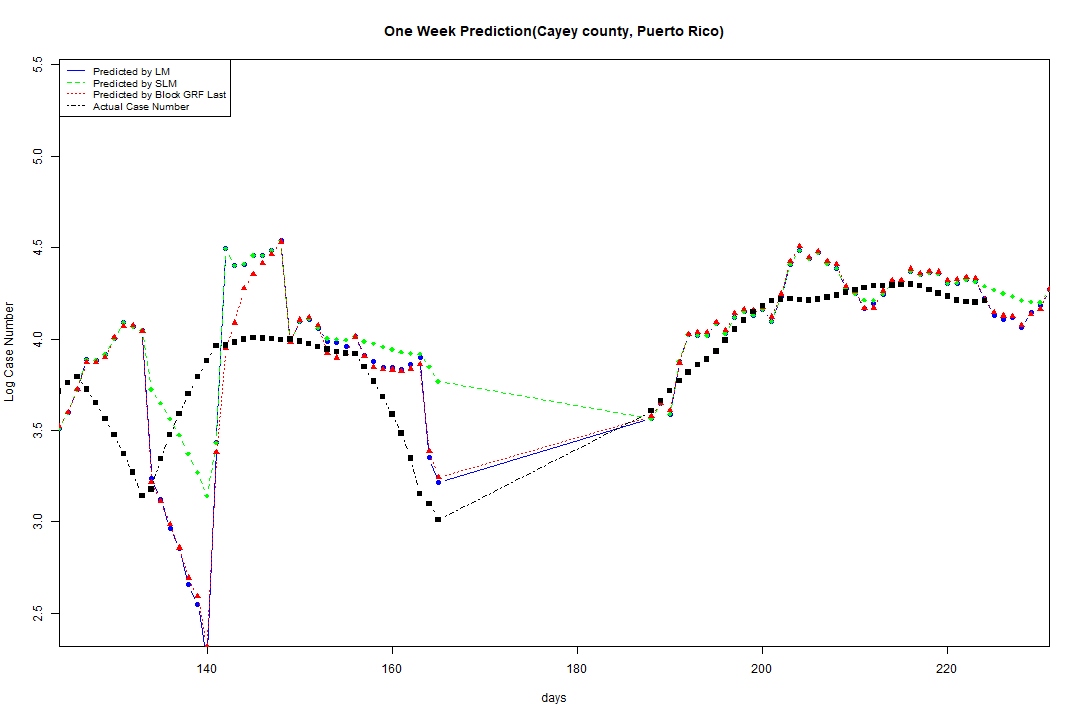 One Week Prediction(Cayey county, Puerto Rico)
Predicted by LM
Predicted by SLM
Predicted by Block GRF Last
Actual Case Number
5.5
5.0
4.5
4.0
3.5
3.0
2.5
Log Case Number
140 160 180 200 220
days